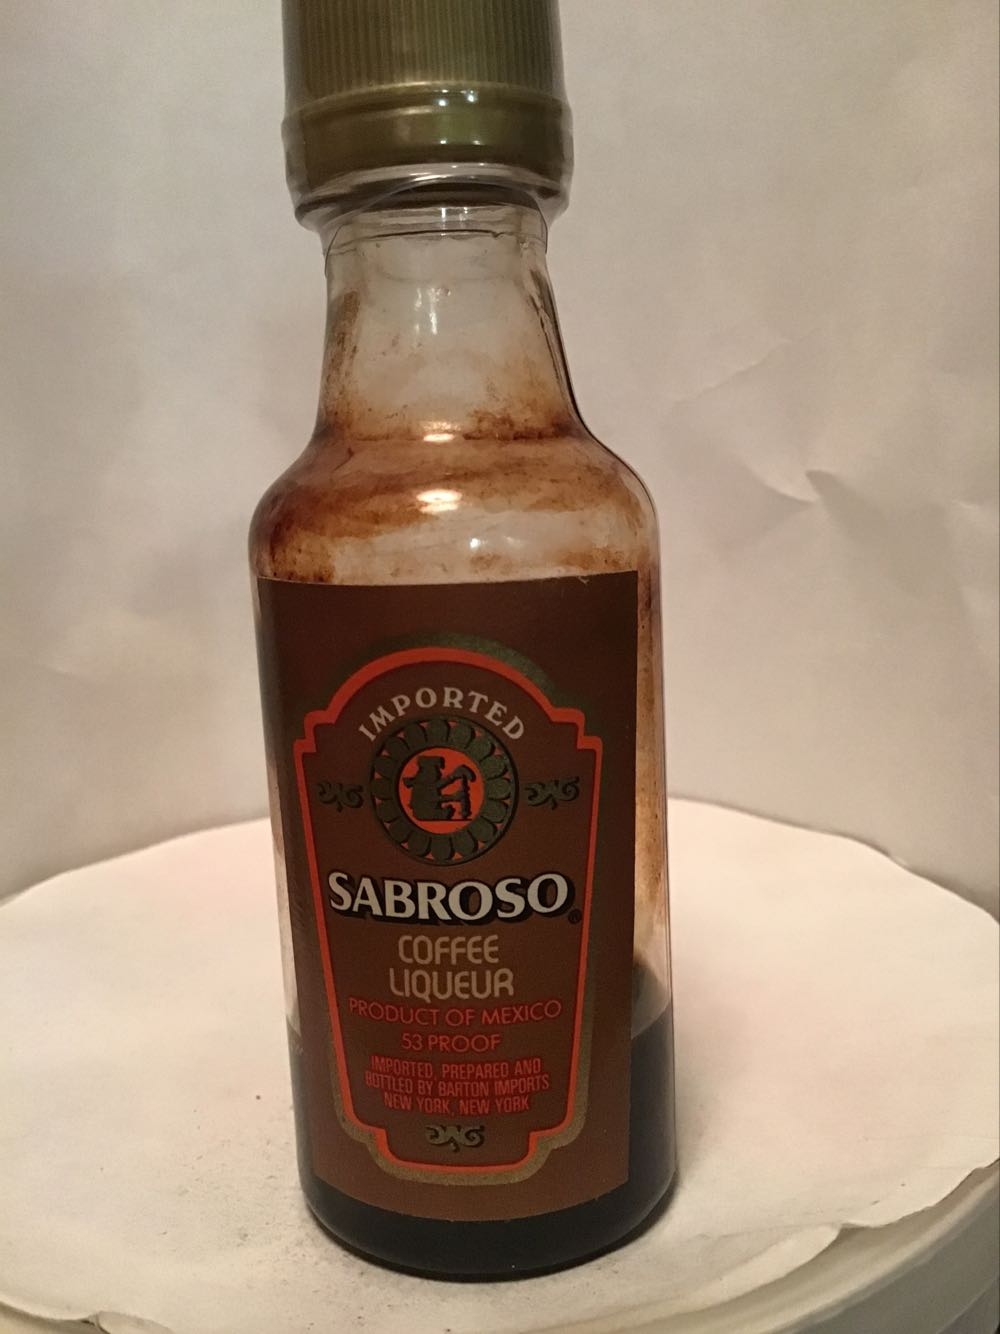 IMPORTED
SABROSO®
COFFEE
LIQUEUR
PRODUCT OF MEXICO
53 PROOF
IMPORTED, PREPARED AND
BOTTLED BY BARTON IMPORTS
NEW YORK, NEW YORK